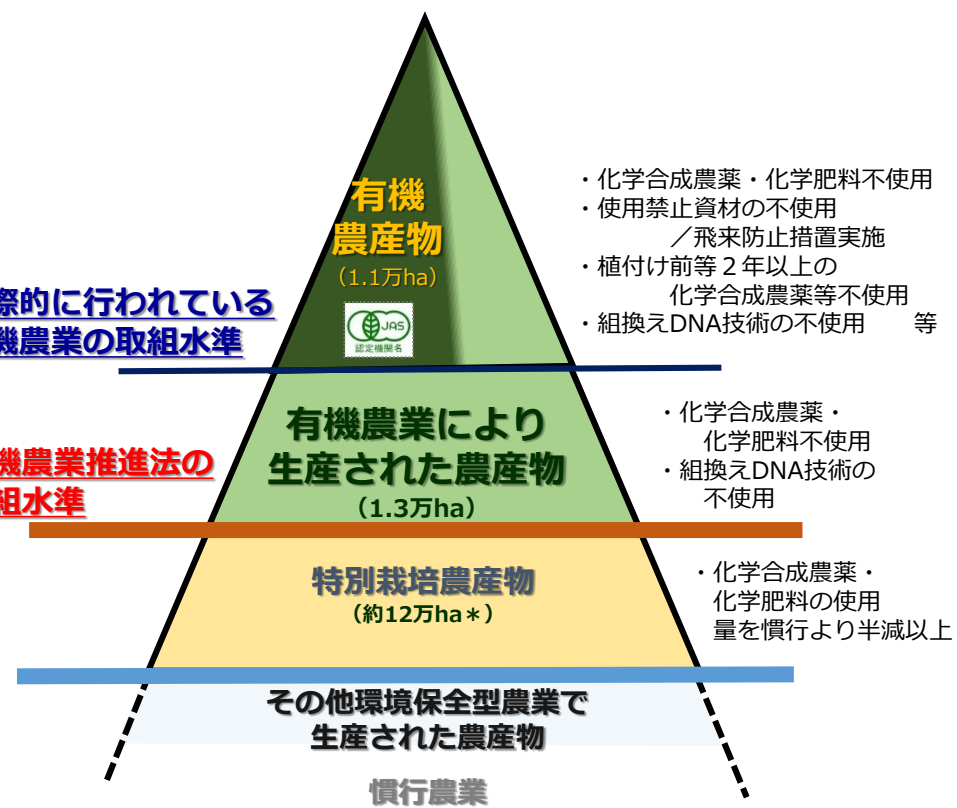 有機
農産物
（1.1万ha）
JAS
認定機関名
・化学合成農薬・化学肥料不使用
・使用禁止資材の不使用
／飛来防止措置実施
・植付け前等２年以上の
化学合成農薬等不使用
・組換えDNA技術の不使用　　等
際的に行われている
機農業の取組水準
有機農業により
生産された農産物
（1.3万ha）
・化学合成農薬・
化学肥料不使用
・組換えDNA技術の
不使用
機農業推進法の
組水準
特別栽培農産物
（約12万ha＊）
・化学合成農薬・
化学肥料の使用
量を慣行より半減以上
その他環境保全型農業で
生産された農産物
慣行農業